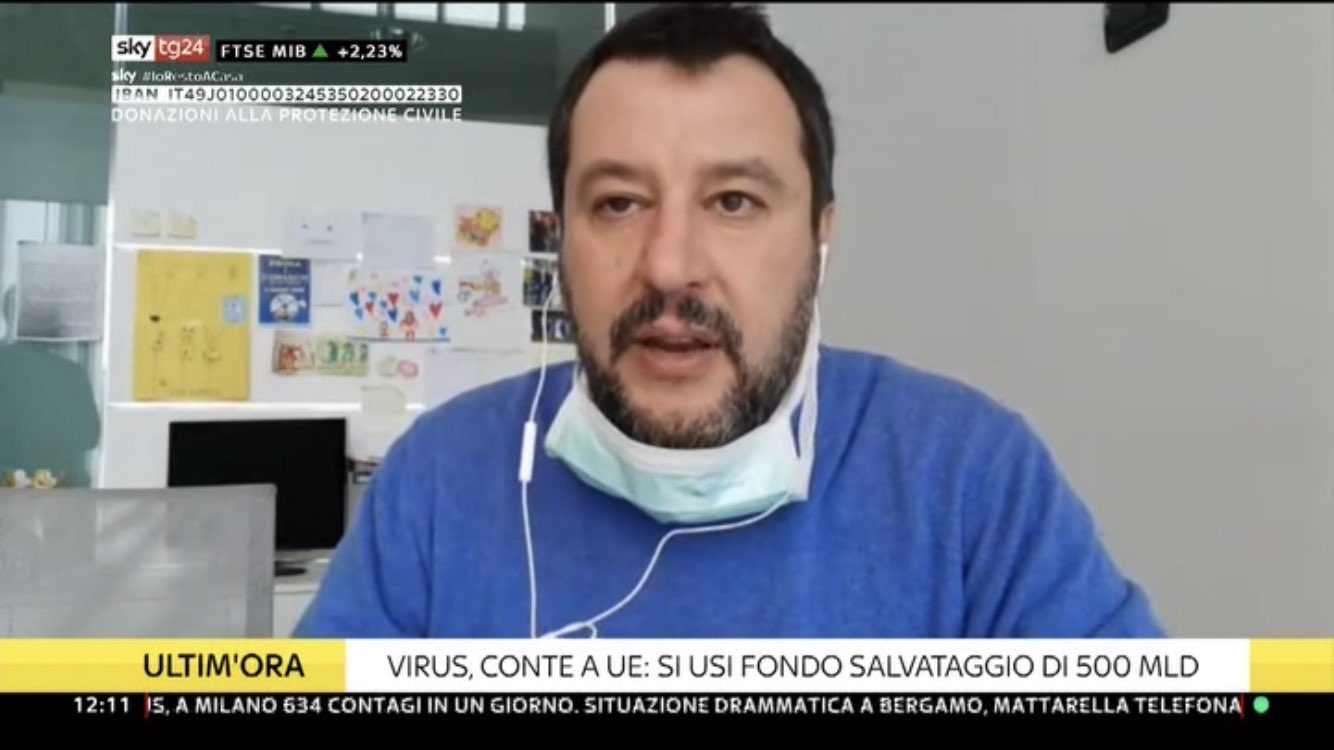 sky tg24 FTSE MIB ▲ +2,23%
sky #IoRestoACasa
IBAN IT49J0100003245350200022330
DONAZIONI ALLA PROTEZIONE CIVILE
ULTIM'ORA VIRUS, CONTE A UE: SI USI FONDO SALVATAGGIO DI 500 MLD
12:11 US, A MILANO 634 CONTAGI IN UN GIORNO. SITUAZIONE DRAMMATICA A BERGAMO, MATTARELLA TELEFONA